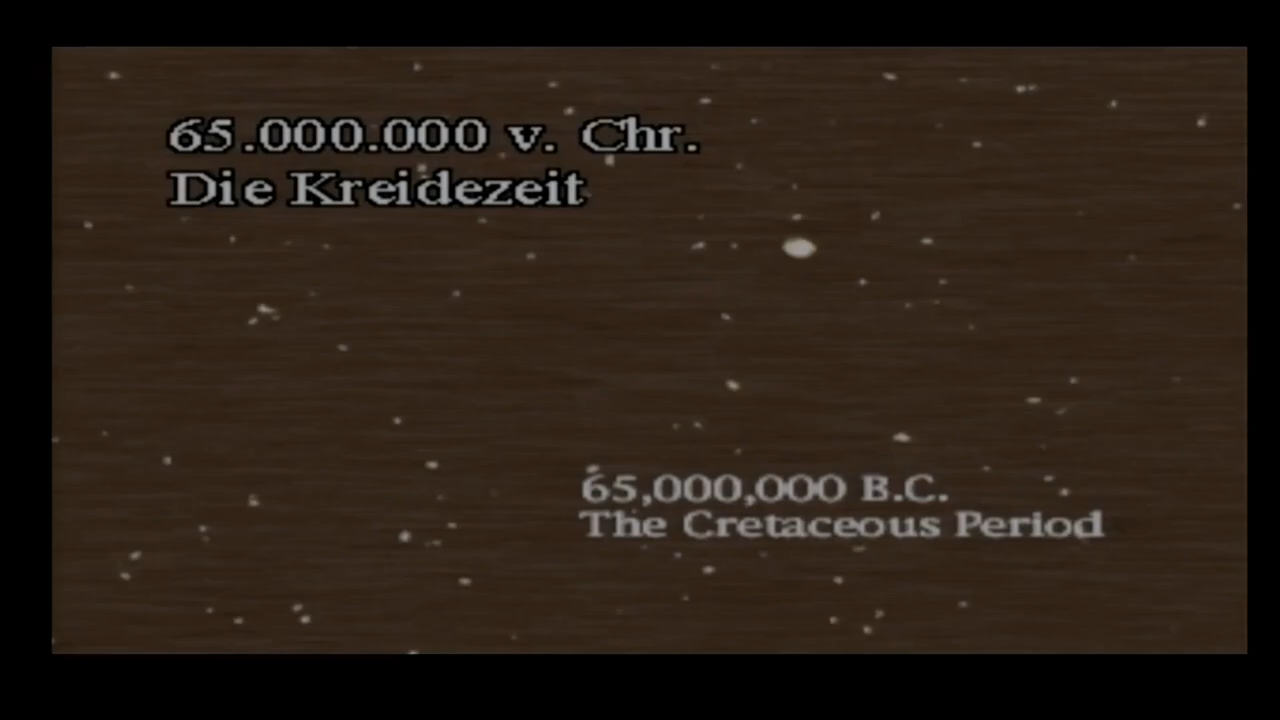 65.000.000 v. Chr.
Die Kreidezeit
65,000,000 B.C.
The Cretaceous Period